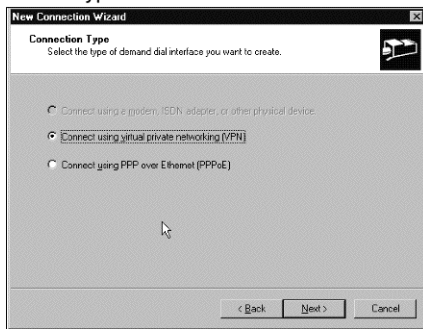 New Connection Wizard
Connection Type
Select the type of demand dial interface you want to create.
Connect using a modem, ISDN adapter, or other physical device.
Connect using virtual private networking (VPN)
Connect using PPP over Ethernet (PPPoE)
< Back Next > Cancel